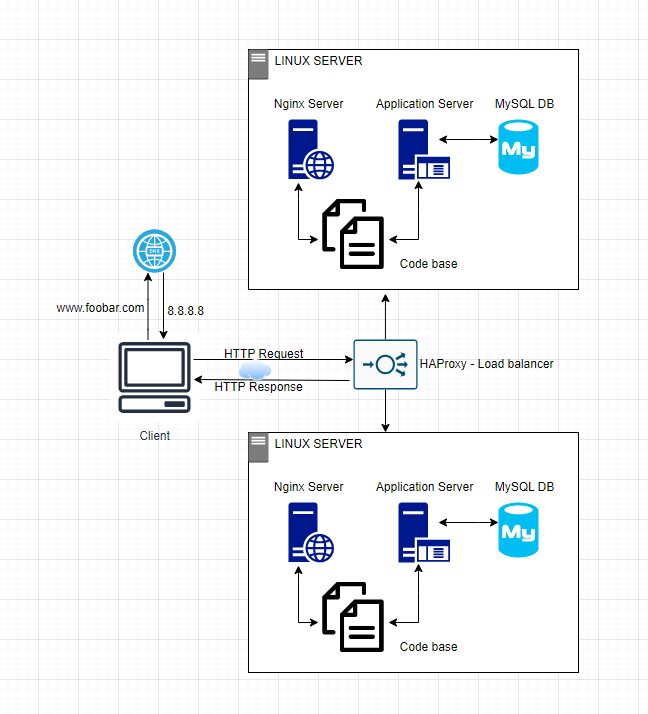 LINUX SERVER
Nginx Server
Application Server
MySQL DB
My
Code base
DNS
www.foobar.com
8.8.8.8
HTTP Request
HAProxy - Load balancer
HTTP Response
Client
LINUX SERVER
Nginx Server
Application Server
MySQL DB
My
Code base